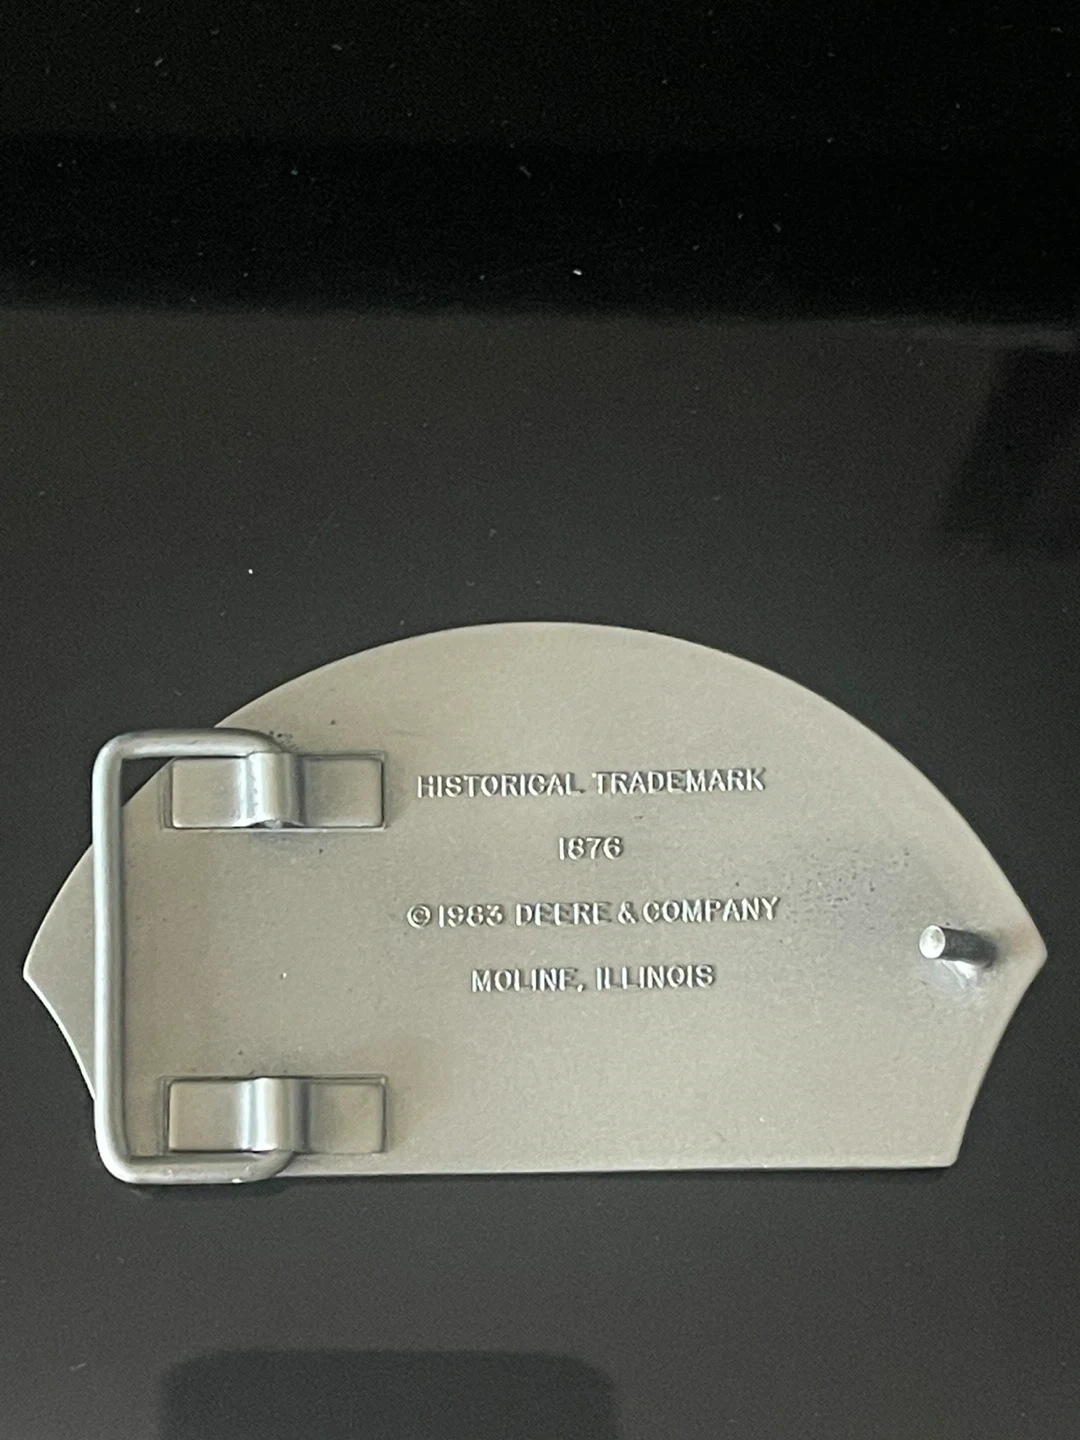 HISTORICAL TRADEMARK
1876
© 1983 DEERE & COMPANY
MOLINE, ILLINOIS